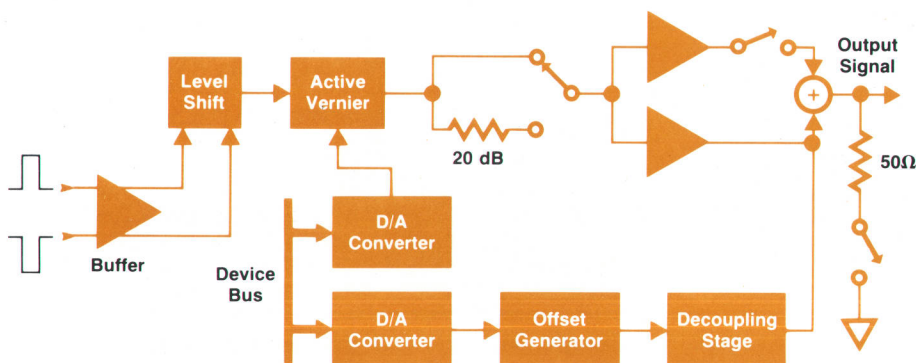 Level
Shift
Active
Vernier
20 dB
Output
Signal
+
50Ω
Buffer
D/A
Converter
Device
Bus
D/A
Converter
Offset
Generator
Decoupling
Stage